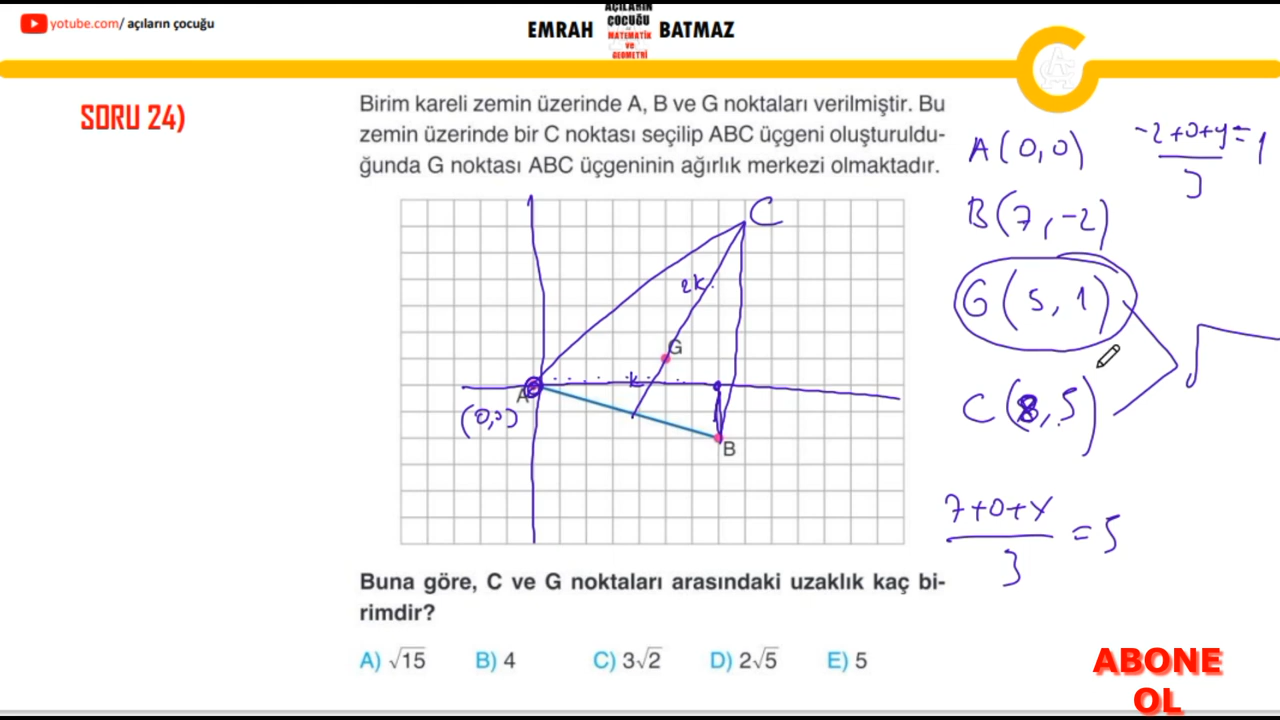 yotube.com/ açıların çocuğu
EMRAH
AÇILARIN
ÇOCUĞU
MATEMATİK
ve
GEOMETRİ
BATMAZ
SORU 24)
Birim kareli zemin üzerinde A, B ve G noktaları verilmiştir. Bu
zemin üzerinde bir C noktası seçilip ABC üçgeni oluşturuldu-
ğunda G noktası ABC üçgeninin ağırlık merkezi olmaktadır.
A(0,0)
-2+0+y=1
3
B(7,-2)
G(5,1)
C(8,5)
7+0+y
3
=5
C
2k
G
k
A
(0,0)
B
Buna göre, C ve G noktaları arasındaki uzaklık kaç bi-
rimdir?
A) √15 B) 4 C) 3√2 D) 2√5 E) 5
ABONE
OL